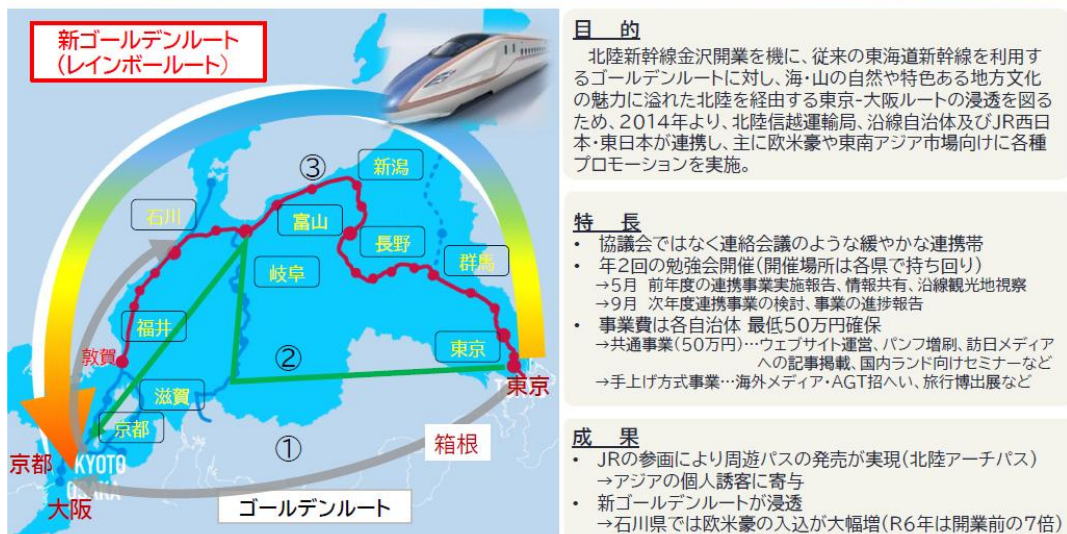 新ゴールデンルート
(レインボールート)
③
新潟
石川
富山
長野
群馬
岐阜
福井
敦賀
②
東京
東京
滋賀
京都
箱根
①
京都
KYOTO
大阪
ゴールデンルート
目 的
北陸新幹線金沢開業を機に、従来の東海道新幹線を利用す
るゴールデンルートに対し、海・山の自然や特色ある地方文化
の魅力に溢れた北陸を経由する東京-大阪ルートの浸透を図る
ため、2014年より、北陸信越運輸局、沿線自治体及びJR西日
本・東日本が連携し、主に欧米豪や東南アジア市場向けに各種
プロモーションを実施。
特 長
• 協議会ではなく連絡会議のような緩やかな連携帯
• 年2回の勉強会開催(開催場所は各県で持ち回り)
→5月 前年度の連携事業実施報告、情報共有、沿線観光地視察
→9月 次年度連携事業の検討、事業の進捗報告
• 事業費は各自治体 最低50万円確保
→共通事業(50万円)…ウェブサイト運営、パンフ増刷、訪日メディア
への記事掲載、国内ランド向けセミナーなど
→手上げ方式事業…海外メディア・AGT招へい、旅行博出展など
成 果
• JRの参画により周遊パスの発売が実現(北陸アーチパス)
→アジアの個人誘客に寄与
• 新ゴールデンルートが浸透
→石川県では欧米豪の入込が大幅増(R6年は開業前の7倍)